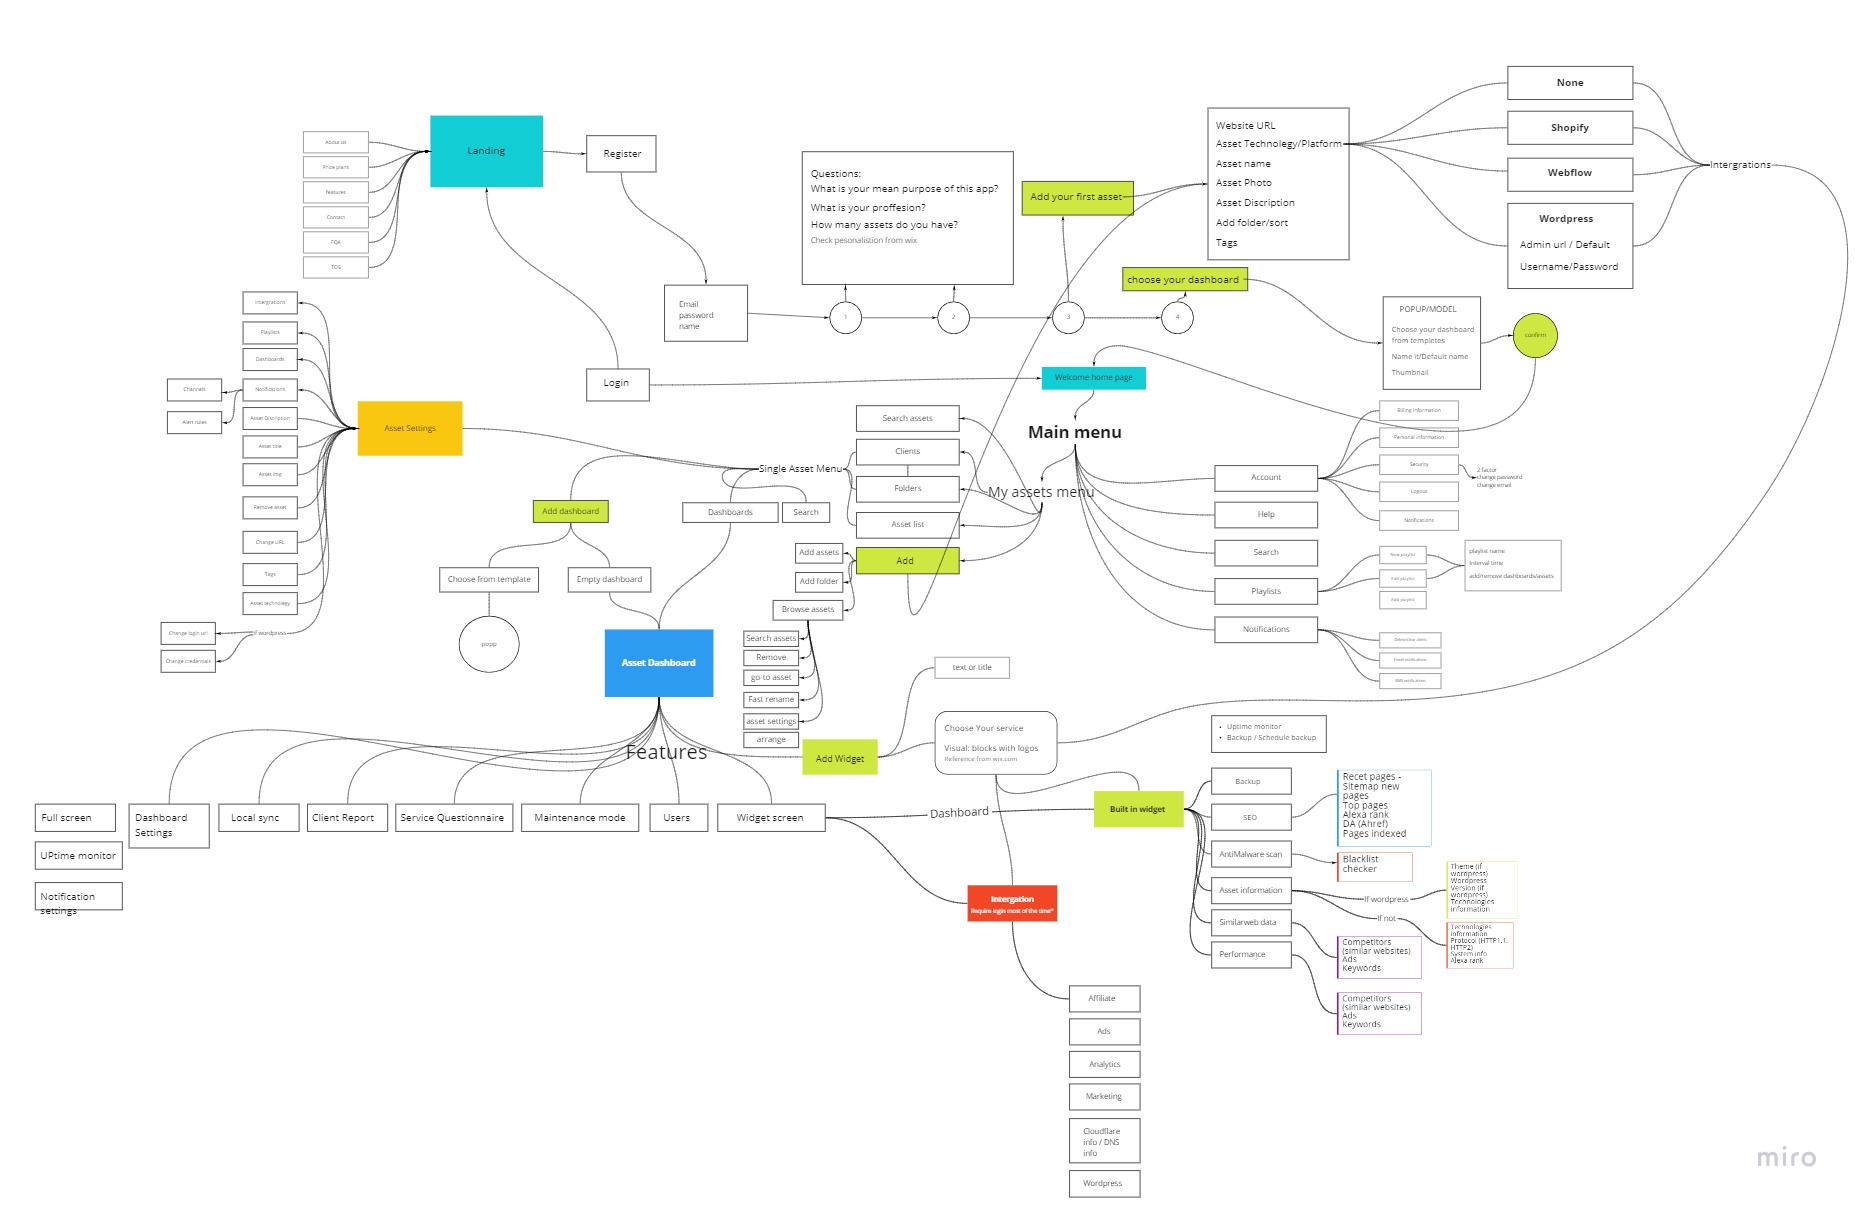 About us
Price plans
features
Contact
FQA
TOS
Landing
Register
Email
password
name
Login
Questions:
What is your mean purpose of this app?
What is your proffesion?
How many assets do you have?
Check pesonalistion from wix
1
2
3
4
Add your first asset
choose your dashboard
Website URL
Asset Technolegy/Platform
Asset name
Asset Photo
Asset Discription
Add folder/sort
Tags
None
Shopify
Webflow
Wordpress
Admin url / Default
Username/Password
Intergrations
POPUP/MODEL
Choose your dashboard
from templetes
Name it/Default name
Thumbnail
confirm
Welcome home page
Main menu
My assets menu
Account
Help
Search
Playlists
Notifications
Billing information
Personal information
Security
Logout
Notifications
2 factor
change password
change email
New playlist
Edit playlist
Add playlist
playlist name
Interval time
add/remove dashboards/assets
Email notifications
SMS notifications
Intergrations
Playlists
Dashboards
Notifications
Asset Discription
Asset title
Asset img
Remove asset
Change URL
Tags
Asset technology
Channels
Alert rules
If wordpress
Change login url
Change credentials
Asset Settings
Single Asset Menu
Search assets
Clients
Folders
Asset list
Add
Add dashboard
Dashboards
Search
Choose from template
Empty dashboard
popp
Add assets
Add folder
Browse assets
Search assets
Remove
go-to asset
Fast rename
asset settings
arrange
Asset Dashboard
Features
Add Widget
text or title
Choose Your service
Visual: blocks with logos
Reference from wix.com
Full screen
UPtime monitor
Notification
settings
Dashboard
Settings
Local sync
Client Report
Service Questionnaire
Maintenance mode
Users
Widget screen
Dashboard
Built in widget
Intergation
Require login most of the time*
• Uptime monitor
• Backup / Schedule backup
Backup
SEO
AntiMalware scan
Asset information
Similarweb data
Performance
Recet pages -
Sitemap new
pages
Top pages
Alexa rank
DA (Ahref)
Pages indexed
Blacklist
checker
If wordpress
If not
Theme (if
wordpress)
Wordpress
Version (if
wordpress)
Technologies
information
Technologies
information
Protocol (HTTP1.1.
HTTP2)
System info
Alexa rank
Competitors
(similar websites)
Ads
Keywords
Competitors
(similar websites)
Ads
Keywords
Affiliate
Ads
Analytics
Marketing
Cloudflare
info / DNS
info
Wordpress
miro